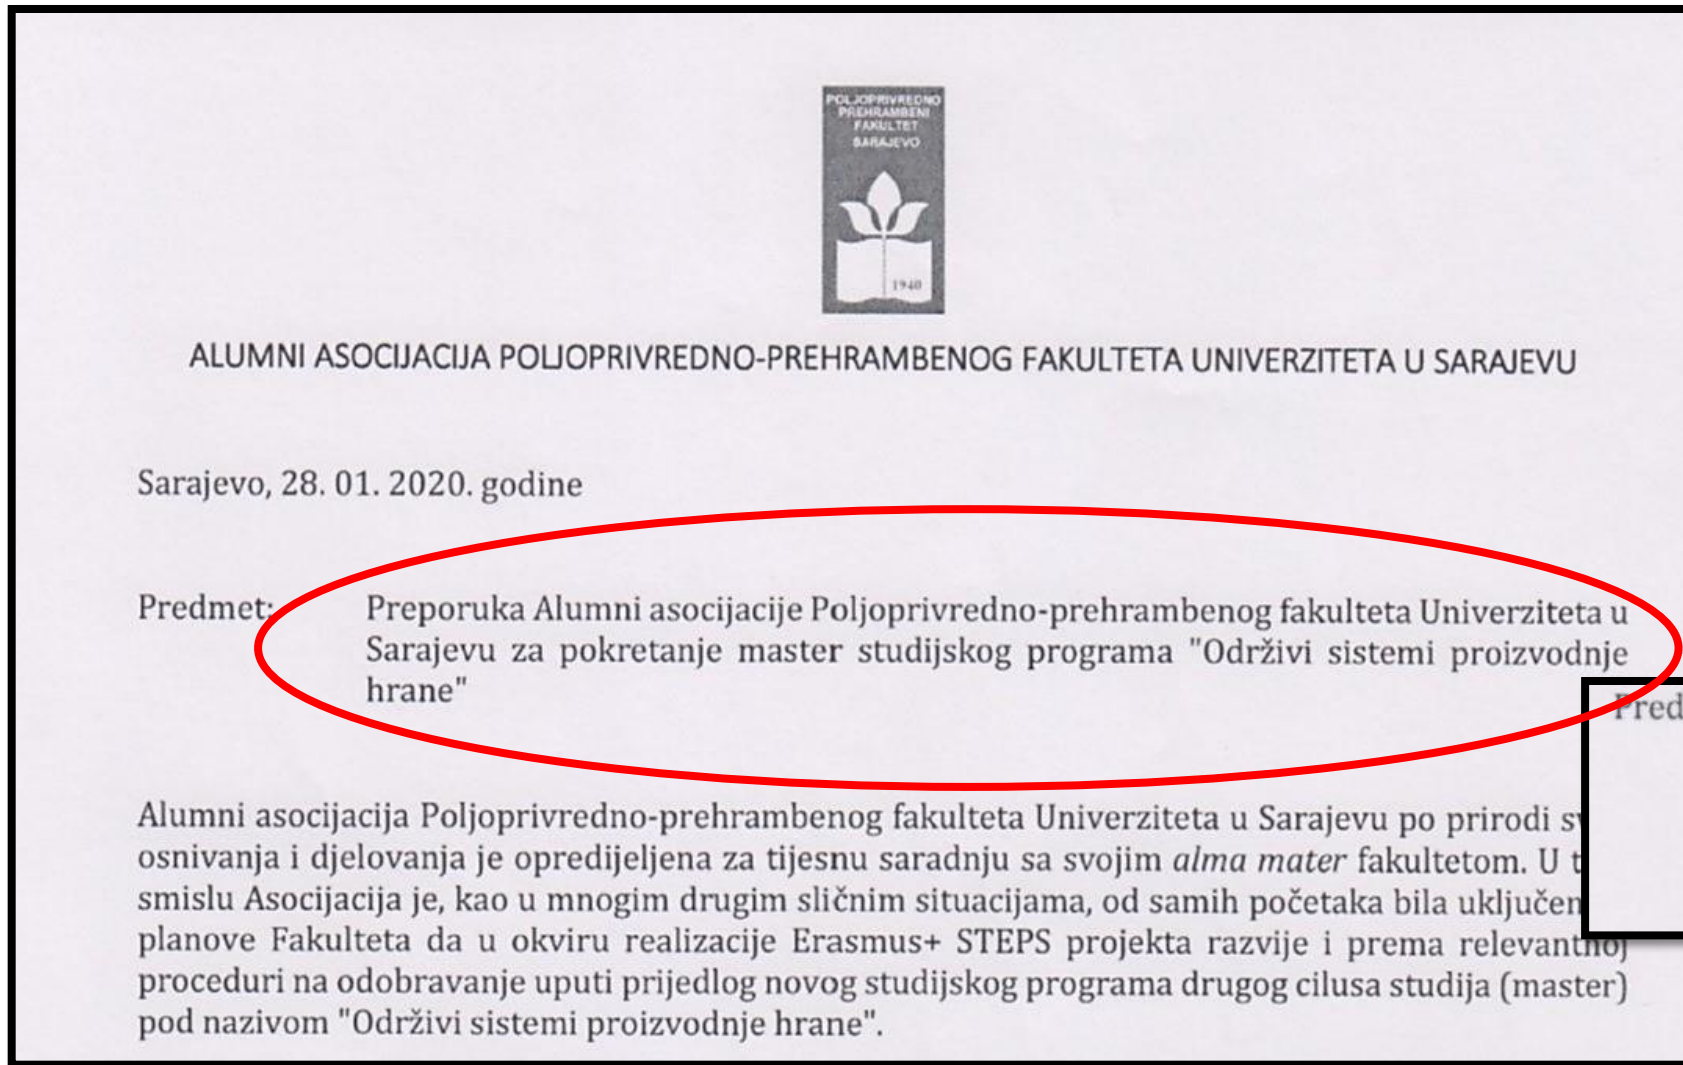 POLJOPRIVREDNO
PREHRAMBENI
FAKULTET
SARAJEVO
1940
ALUMNI ASOCIJACIJA POLJOPRIVREDNO-PREHRAMBENOG FAKULTETA UNIVERZITETA U SARAJEVU
Sarajevo, 28. 01. 2020. godine
Predmet: Preporuka Alumni asocijacije Poljoprivredno-prehrambenog fakulteta Univerziteta u
Sarajevu za pokretanje master studijskog programa "Održivi sistemi proizvodnje
hrane"
Pred
Alumni asocijacija Poljoprivredno-prehrambenog fakulteta Univerziteta u Sarajevu po prirodi sv
osnivanja i djelovanja je opredijeljena za tijesnu saradnju sa svojim alma mater fakultetom. U t
smislu Asocijacija je, kao u mnogim drugim sličnim situacijama, od samih početaka bila uključen
planove Fakulteta da u okviru realizacije Erasmus+ STEPS projekta razvije i prema relevantnoj
proceduri na odobravanje uputi prijedlog novog studijskog programa drugog cilusa studija (master)
pod nazivom "Održivi sistemi proizvodnje hrane".